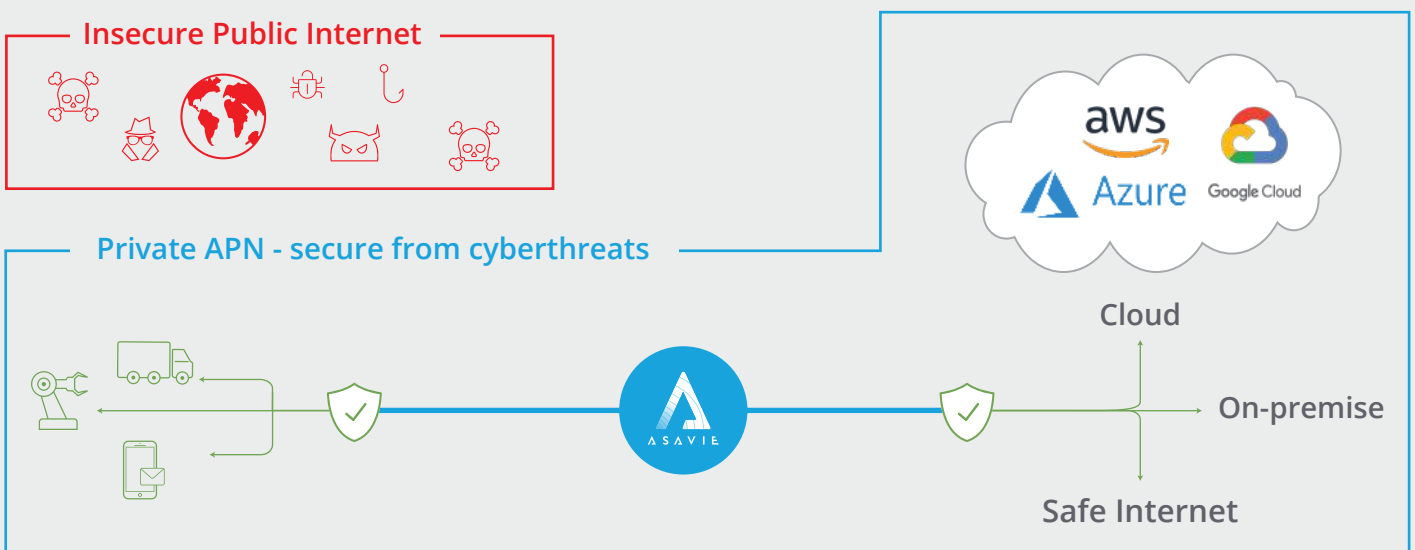 Insecure Public Internet
aws
Azure
Google Cloud
Private APN - secure from cyberthreats
Cloud
ASAVIE
On-premise
Safe Internet